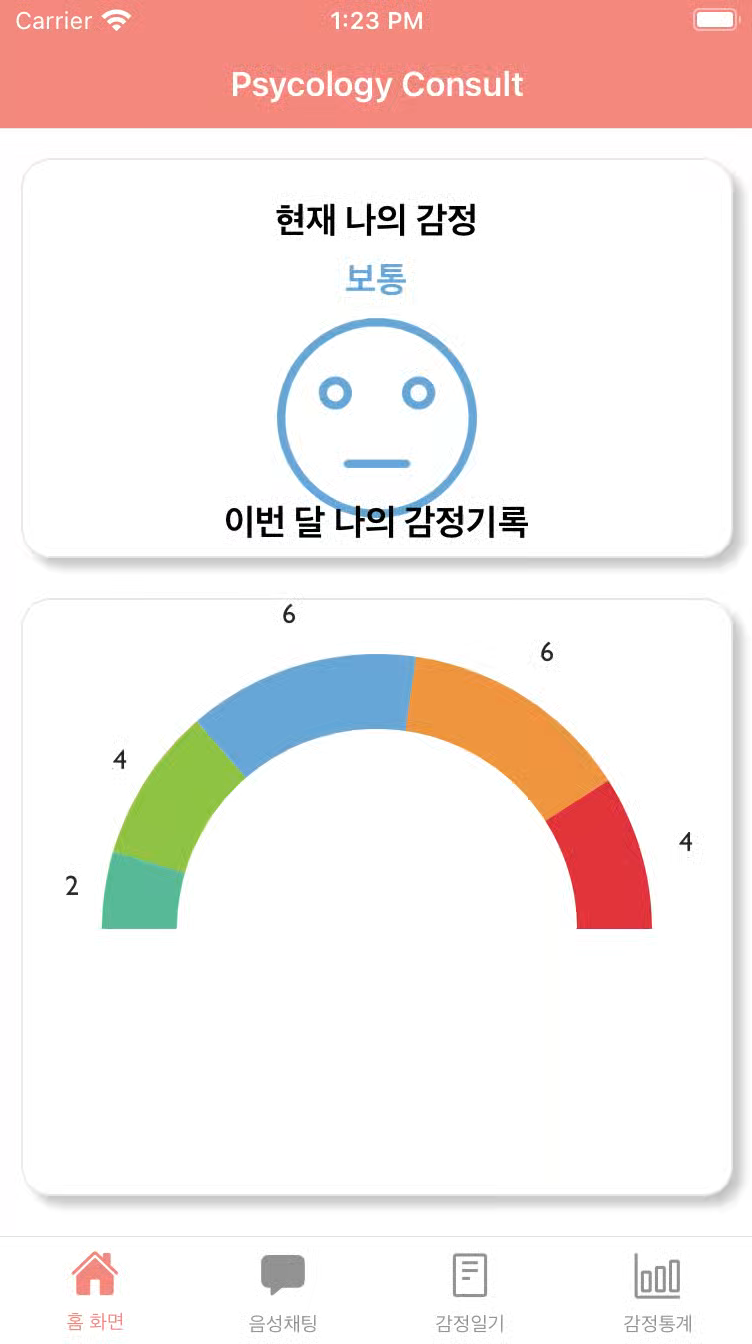 Carrier 1:23 PM
Psycology Consult
현재 나의 감정
보통
이번 달 나의 감정기록
6
6
4
4
2
홈 화면 음성채팅 감정일기 감정통계